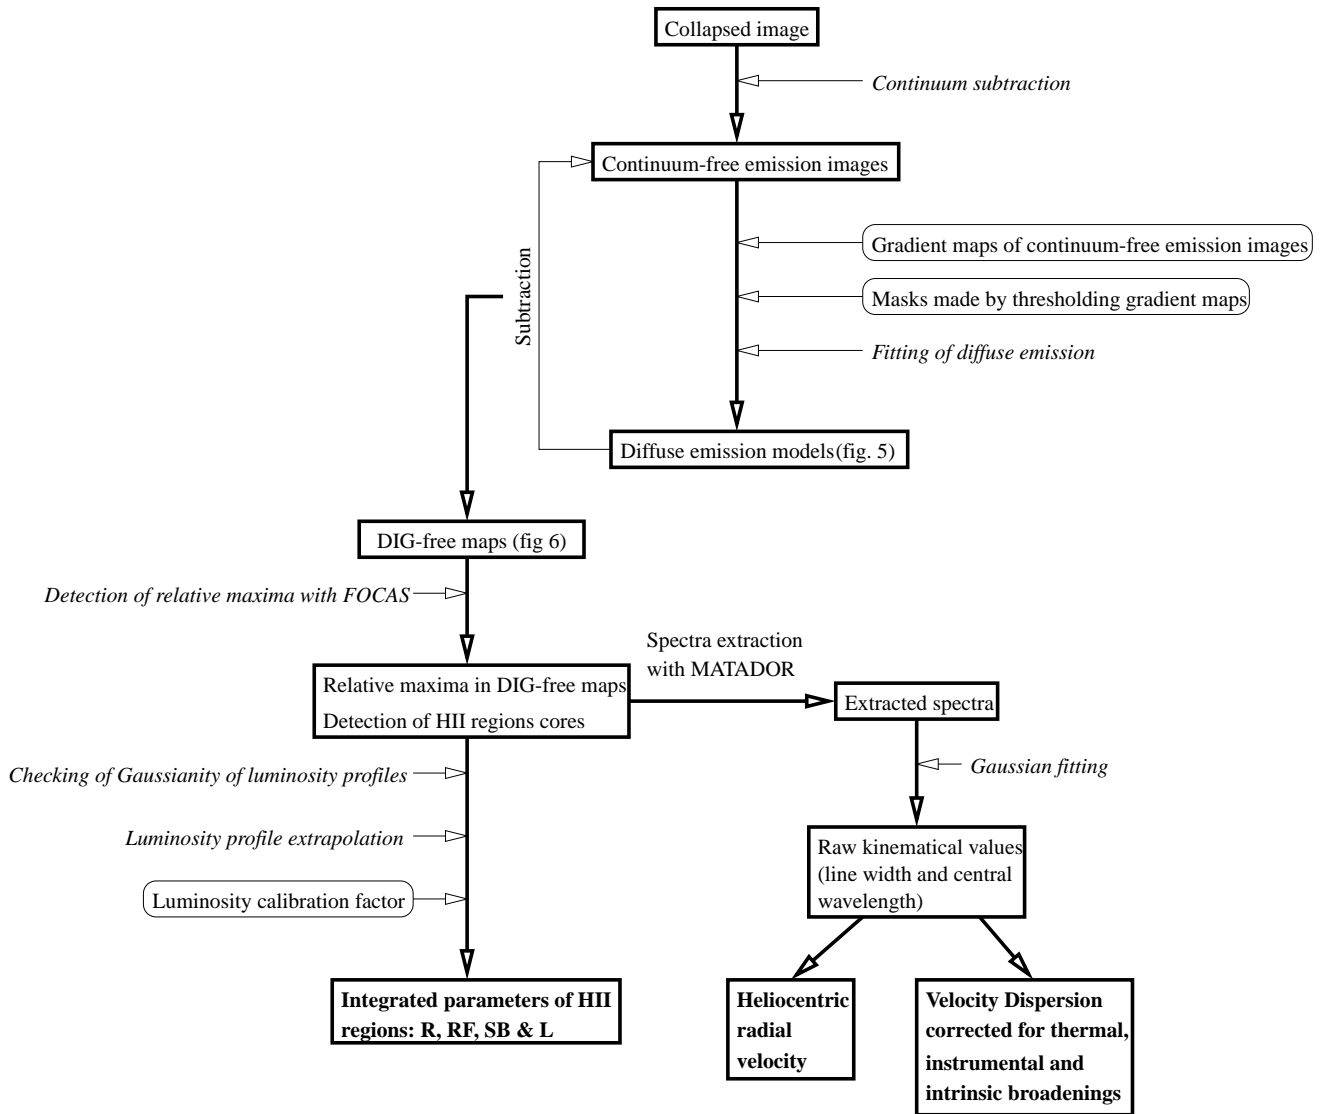 Collapsed image
Continuum subtraction
Continuum-free emission images
Gradient maps of continuum-free emission images
Subtraction
Masks made by thresholding gradient maps
Fitting of diffuse emission
Diffuse emission models(fig. 5)
DIG-free maps (fig 6)
Detection of relative maxima with FOCAS
Spectra extraction
with MATADOR
Relative maxima in DIG-free maps
Detection of HII regions cores
Extracted spectra
Checking of Gaussianity of luminosity profiles
Gaussian fitting
Luminosity profile extrapolation
Raw kinematical values
(line width and central
wavelength)
Luminosity calibration factor
Integrated parameters of HII
regions: R, RF, SB & L
Heliocentric
radial
velocity
Velocity Dispersion
corrected for thermal,
instrumental and
intrinsic broadenings